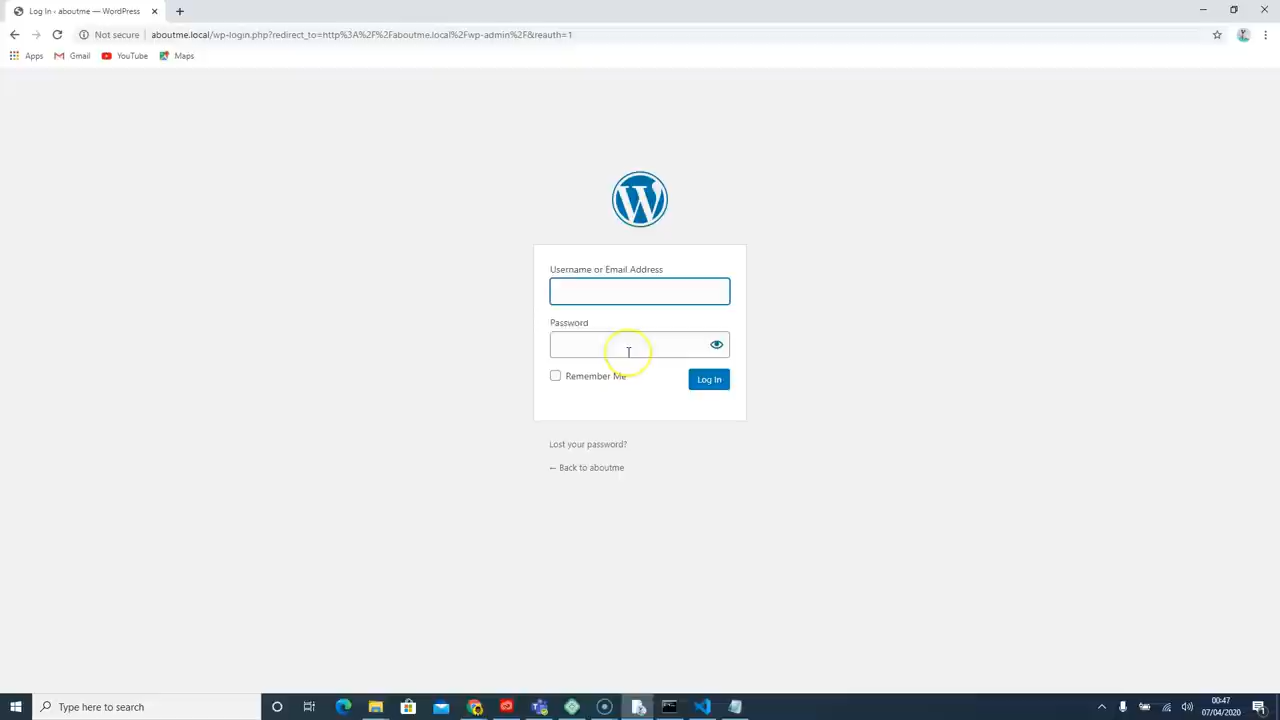 Log In ‹ aboutme — WordPress
Not secure
aboutme.local/wp-login.php?redirect_to=http%3A%2F%2Faboutme.local%2Fwp-admin%2F&reauth=1
Apps
Gmail
YouTube
Maps
Username or Email Address
Password
Remember Me
Log In
Lost your password?
← Back to aboutme
Type here to search
00:47
07/04/2020